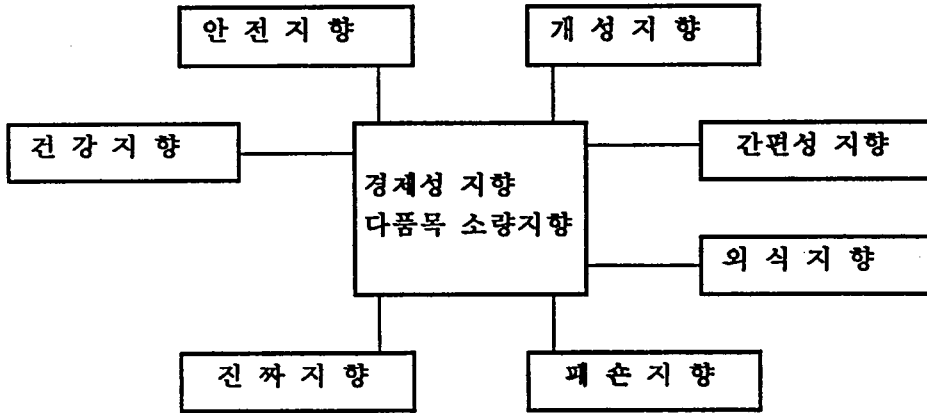 안 전 지 향
개 성 지 향
건 강 지 향
간편성 지향
경제성 지향
다품목 소량지향
외 식 지 향
진 짜 지 향
패 숀 지 향